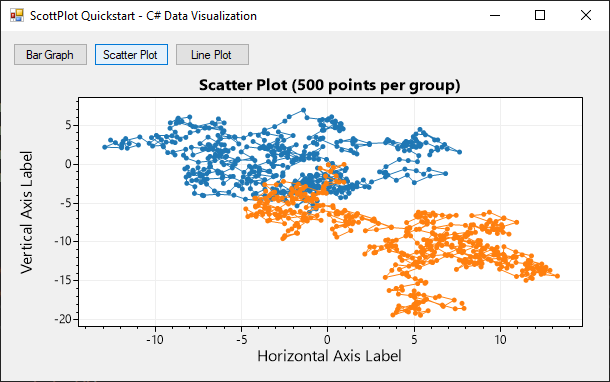 ScottPlot Quickstart - C# Data Visualization
Bar Graph
Scatter Plot
Line Plot
Scatter Plot (500 points per group)
Vertical Axis Label
5
0
-5
-10
-15
-20
-10
-5
0
5
10
Horizontal Axis Label